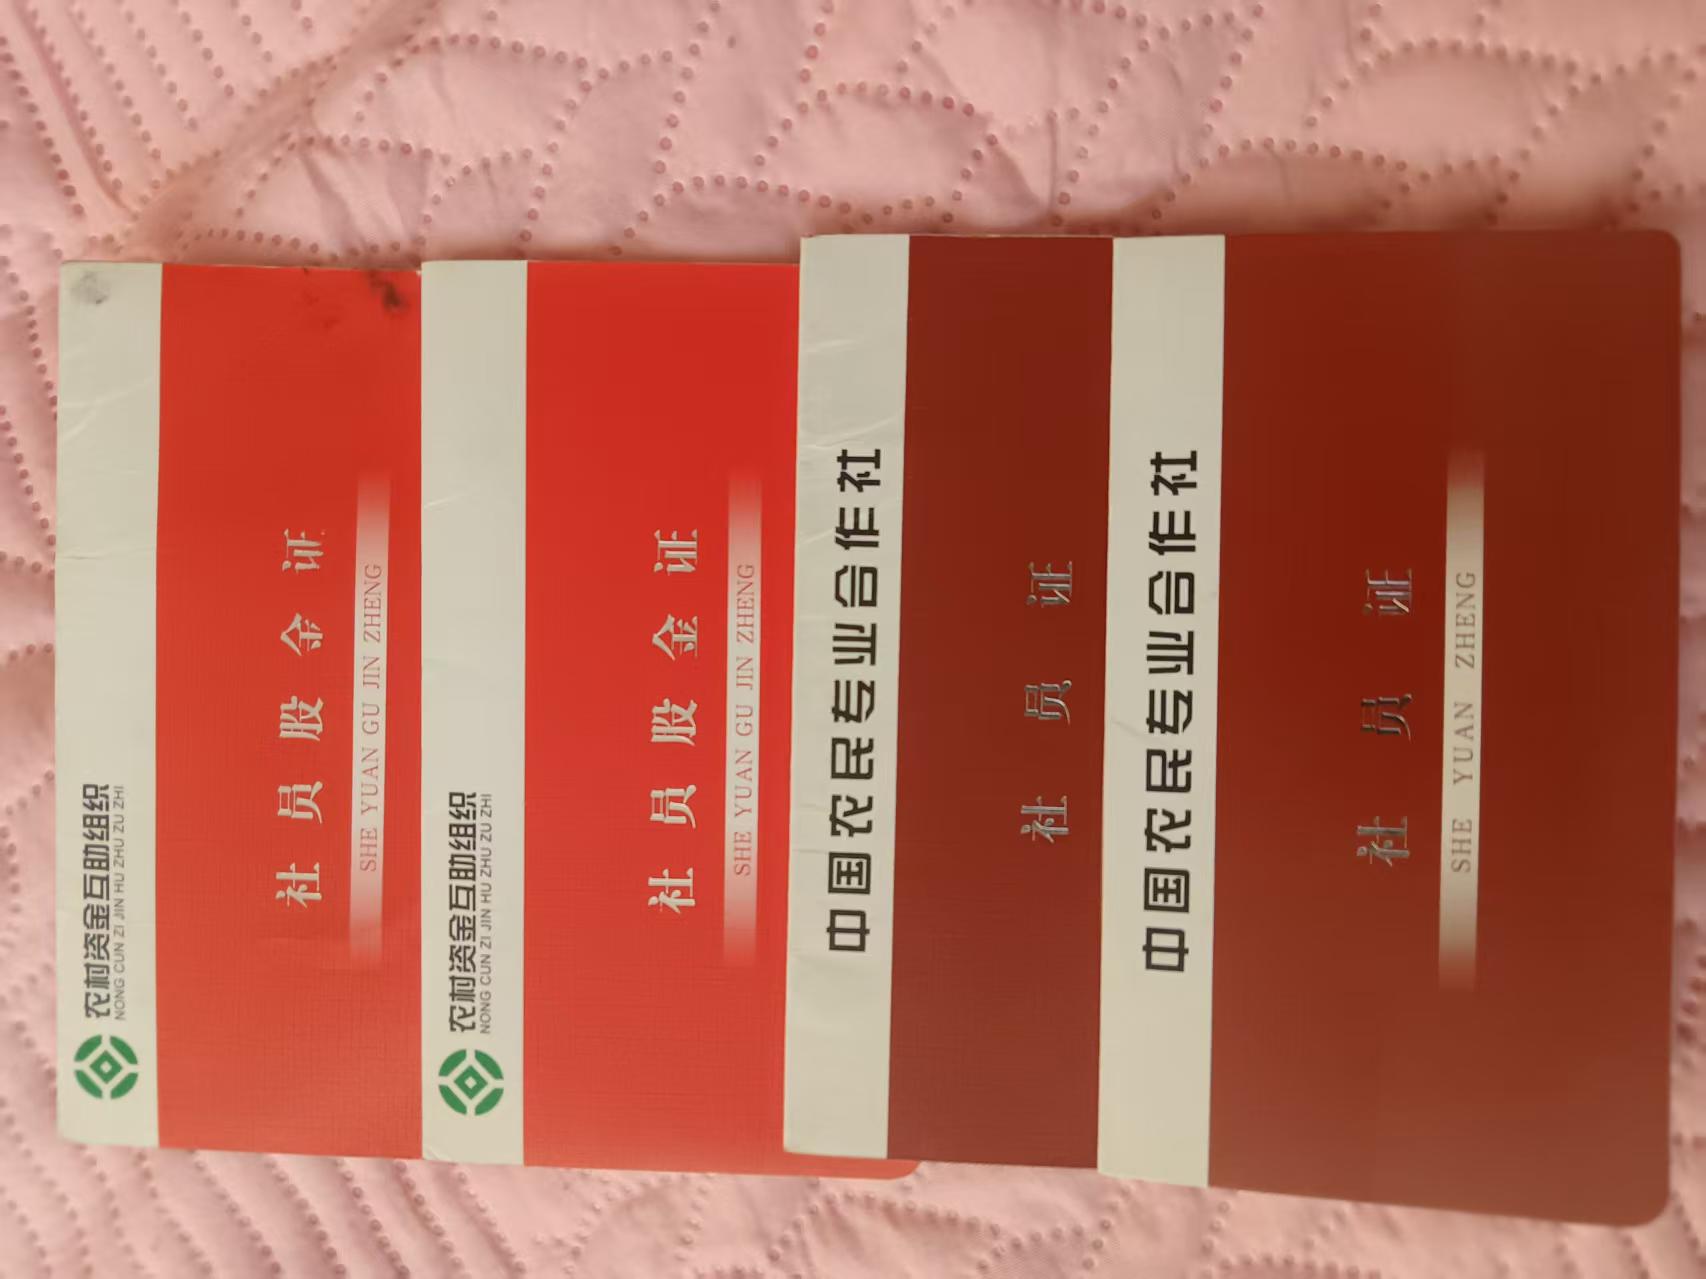 农村资金互助组织
NONG CUN ZI JIN HU ZHU ZU ZHI
社员股金证
SHE YUAN GU JIN ZHENG
农村资金互助组织
NONG CUN ZI JIN HU ZHU ZU ZHI
社员股金证
SHE YUAN GU JIN ZHENG
中国农民专业合作社
社员证
中国农民专业合作社
社员证
SHE YUAN ZHENG